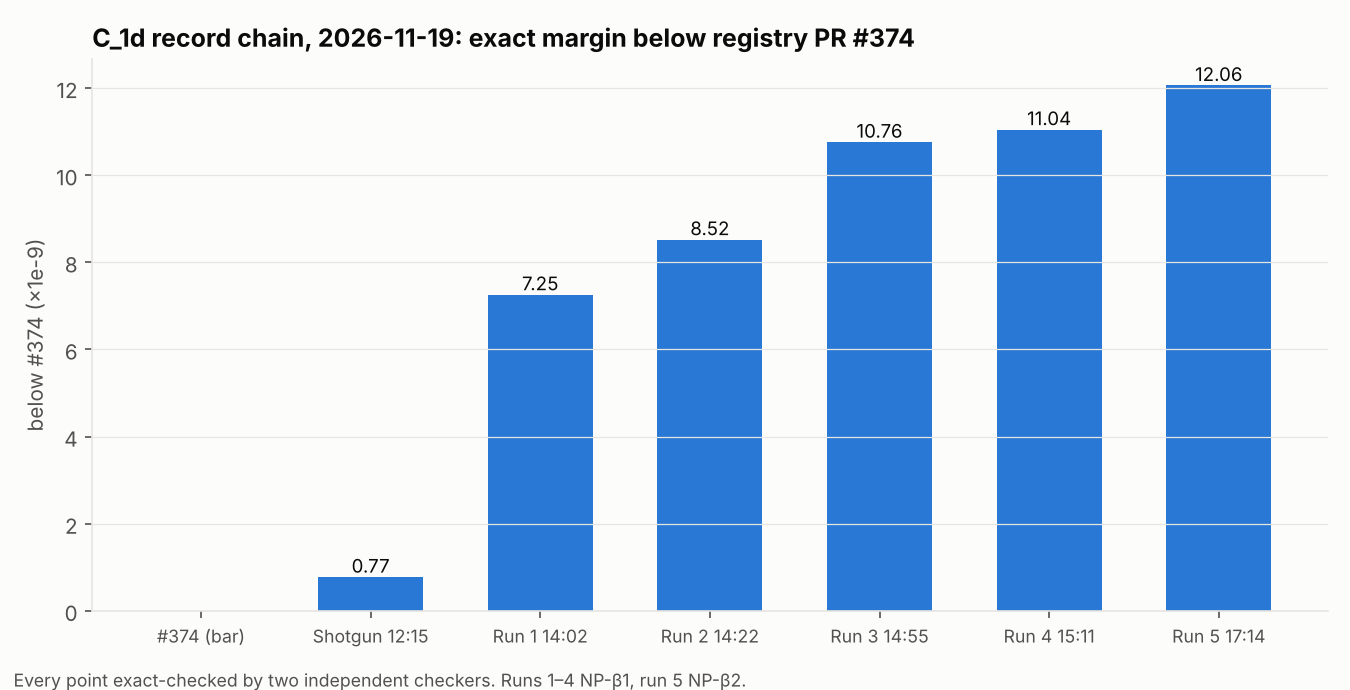 C_1d record chain, 2026-11-19: exact margin below registry PR #374
below #374 (×1e-9)
12
10
8
6
4
2
0
0.77
7.25
8.52
10.76
11.04
12.06
#374 (bar)
Shotgun 12:15
Run 1 14:02
Run 2 14:22
Run 3 14:55
Run 4 15:11
Run 5 17:14
Every point exact-checked by two independent checkers. Runs 1–4 NP-β1, run 5 NP-β2.